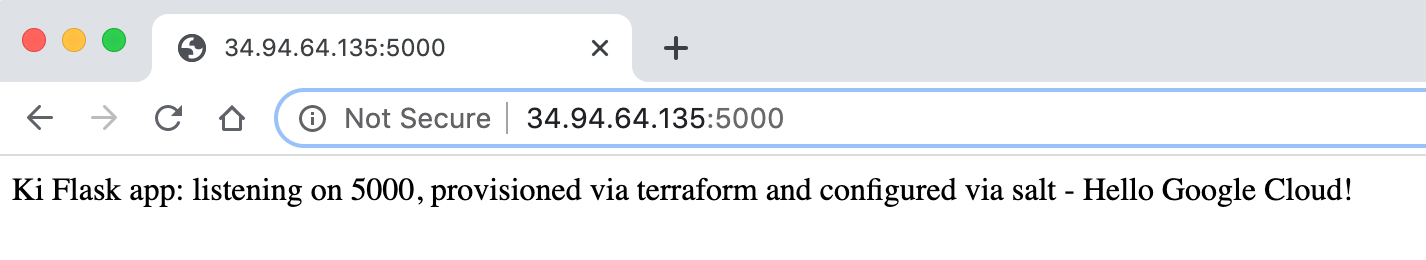 34.94.64.135:5000
Not Secure 34.94.64.135:5000
Ki Flask app: listening on 5000, provisioned via terraform and configured via salt - Hello Google Cloud!